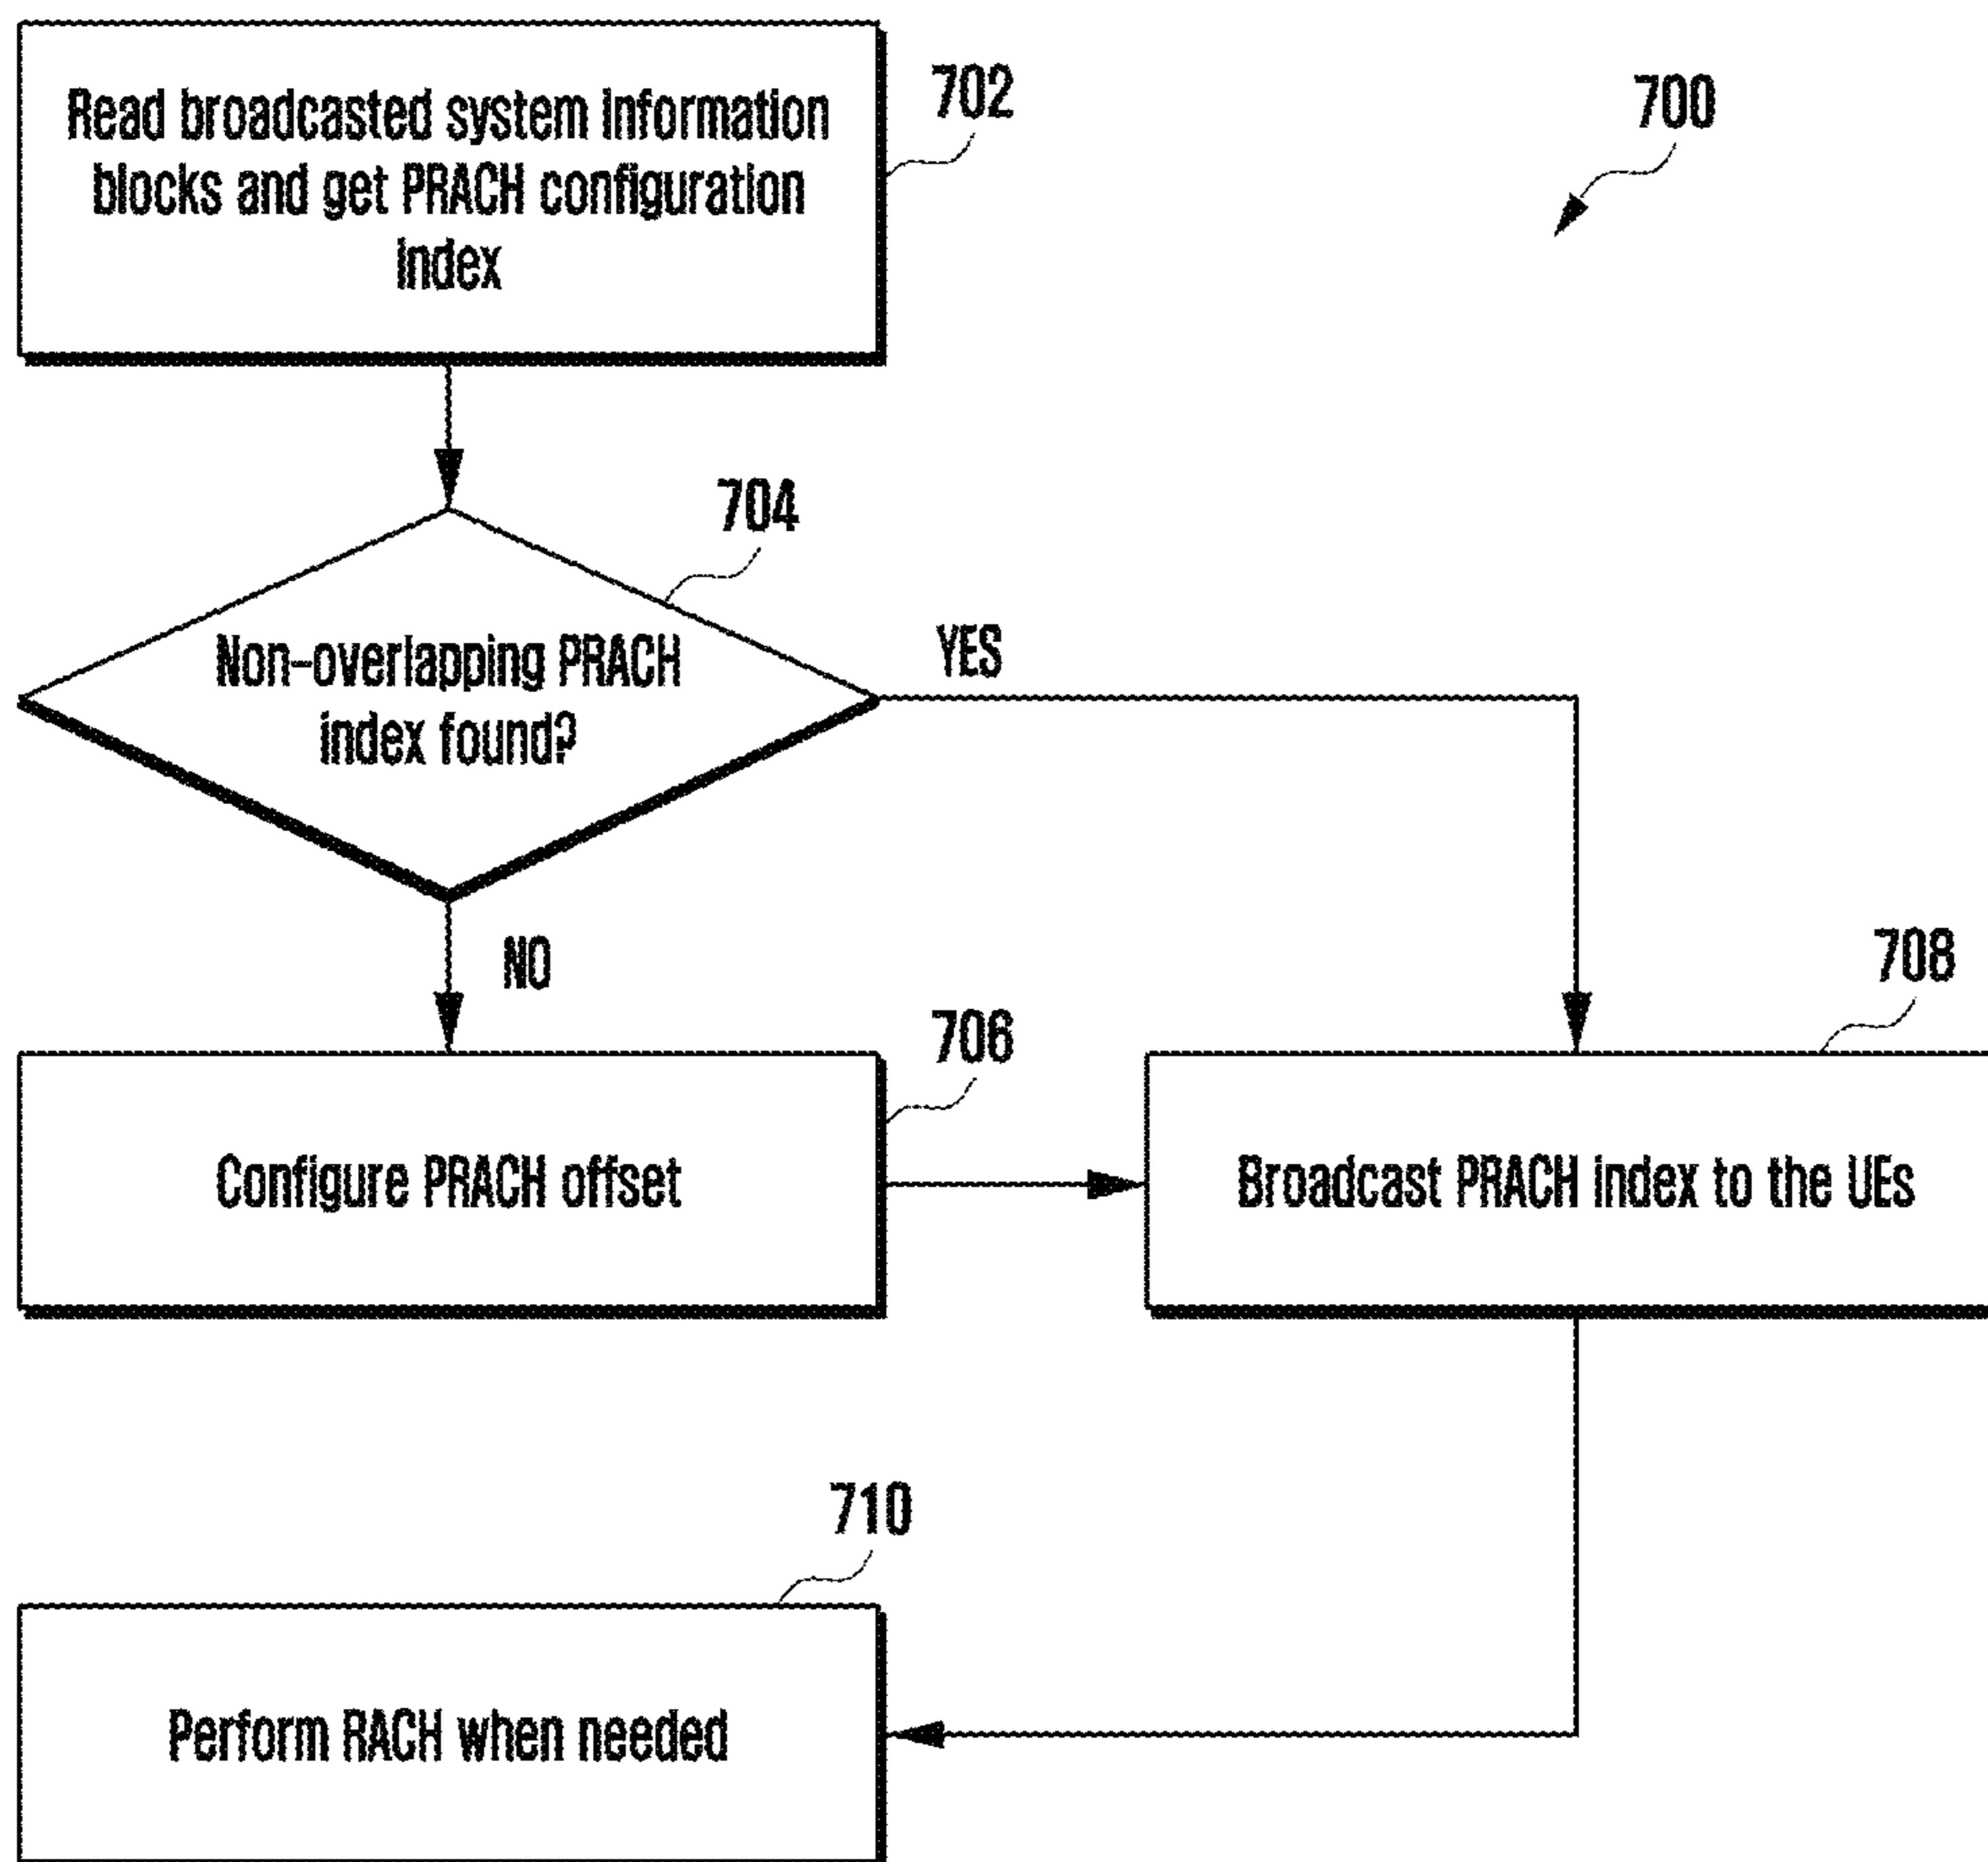 Read broadcasted system information
blocks and get PRACH configuration
index
702
700
704
Non-overlapping PRACH
index found?
YES
NO
706
708
Configure PRACH offset
Broadcast PRACH index to the UEs
710
Perform RACH when needed